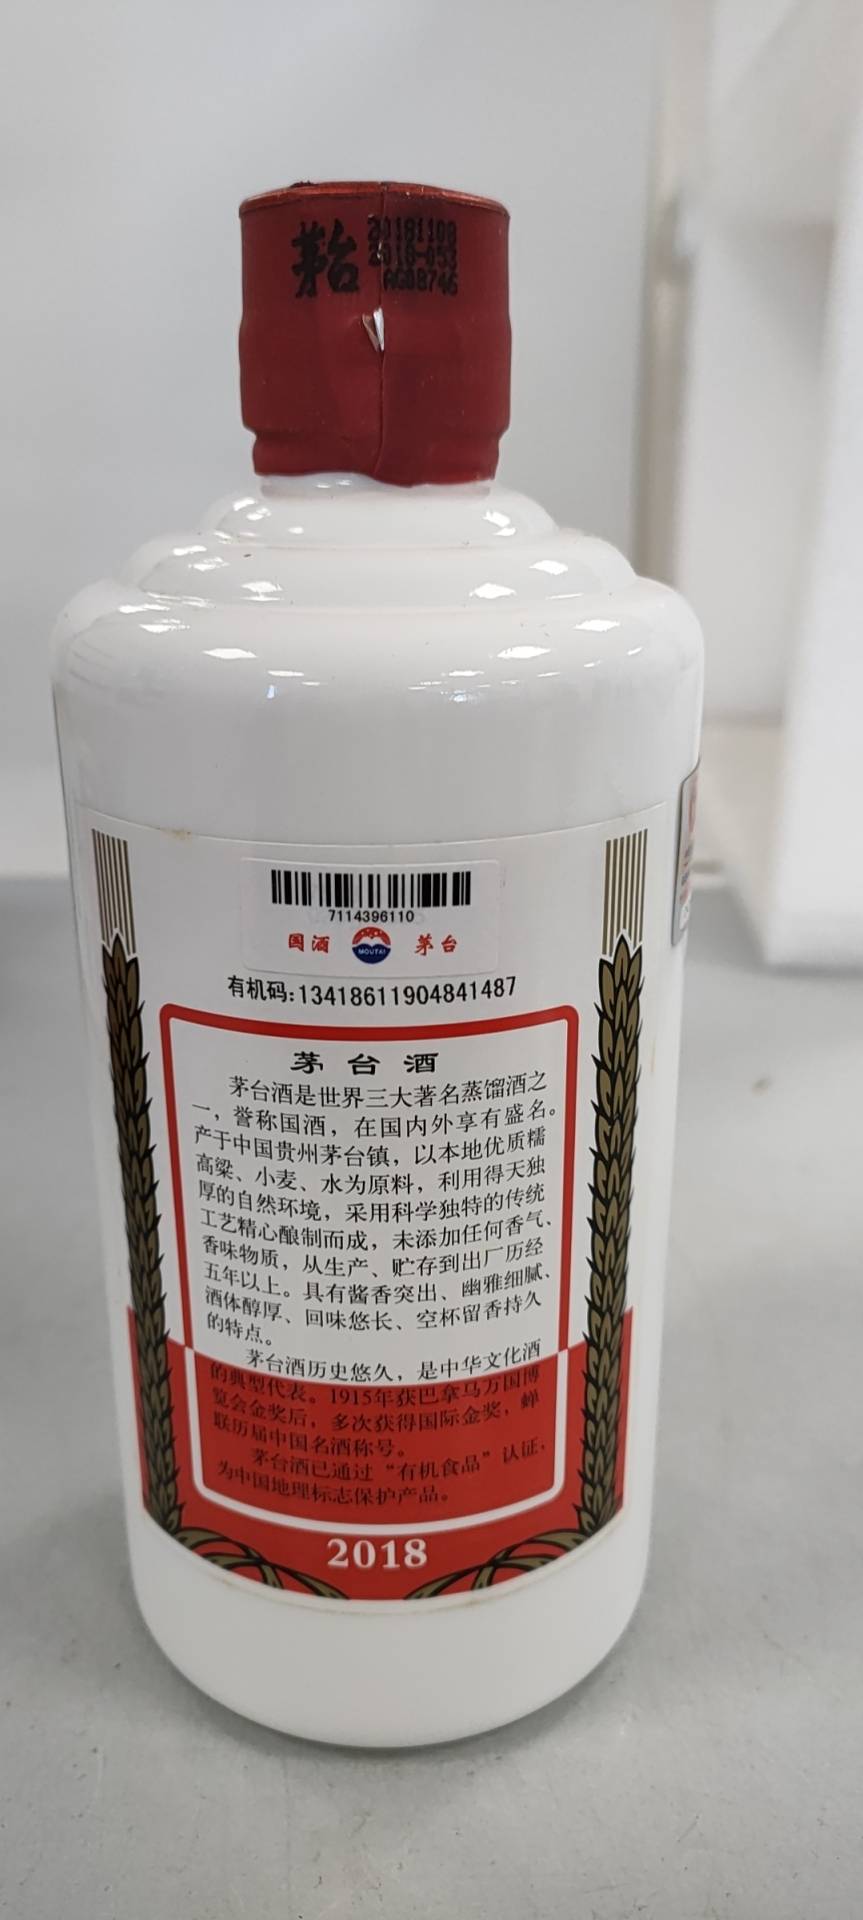 茅台
20181108
2018-053
AG08746
7114396110
国酒 MOUTAI 茅台
有机码:13418611904841487
茅台酒
茅台酒是世界三大著名蒸馏酒之
一，誉称国酒，在国内外享有盛名。
产于中国贵州茅台镇，以本地优质糯
高粱、小麦、水为原料，利用得天独
厚的自然环境，采用科学独特的传统
工艺精心酿制而成，未添加任何香气、
香味物质，从生产、贮存到出厂历经
五年以上。具有酱香突出、幽雅细腻、
酒体醇厚、回味悠长、空杯留香持久
的特点。
茅台酒历史悠久，是中华文化酒
的典型代表。1915年获巴拿马万国博
览会金奖后，多次获得国际金奖，蝉
联历届中国名酒称号。
茅台酒已通过“有机食品”认证，
为中国地理标志保护产品。
2018